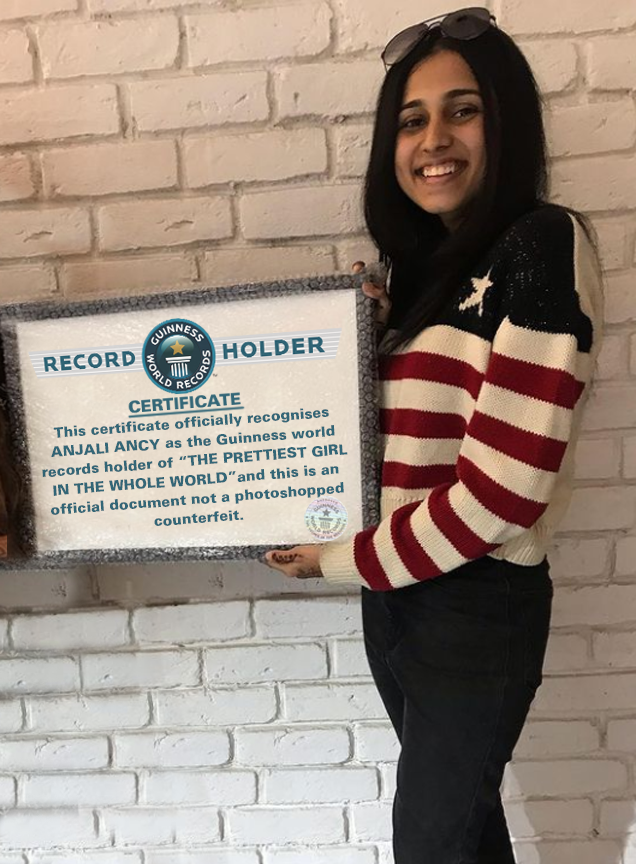 RECORD HOLDER
GUINNESS
WORLD RECORDS
CERTIFICATE
This certificate officially recognises
ANJALI ANCY as the Guinness world
records holder of “THE PRETTIEST GIRL
IN THE WHOLE WORLD”and this is an
official document not a photoshopped
counterfeit.
GUINNESS